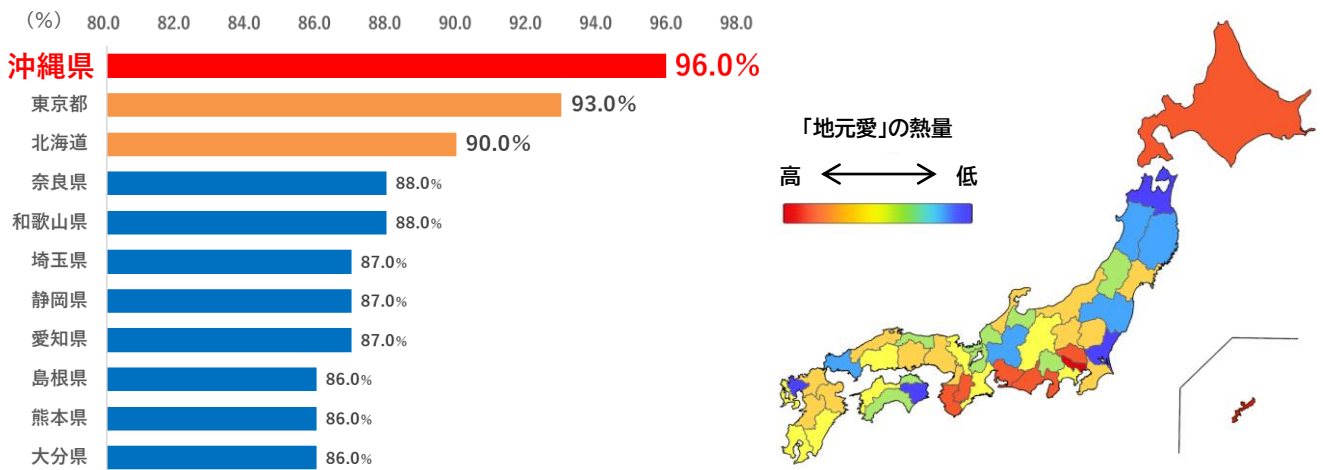 (%) 80.0 82.0 84.0 86.0 88.0 90.0 92.0 94.0 96.0 98.0
沖縄県 96.0%
東京都 93.0%
北海道 90.0%
奈良県 88.0%
和歌山県 88.0%
埼玉県 87.0%
静岡県 87.0%
愛知県 87.0%
島根県 86.0%
熊本県 86.0%
大分県 86.0%
「地元愛」の熱量
高 低